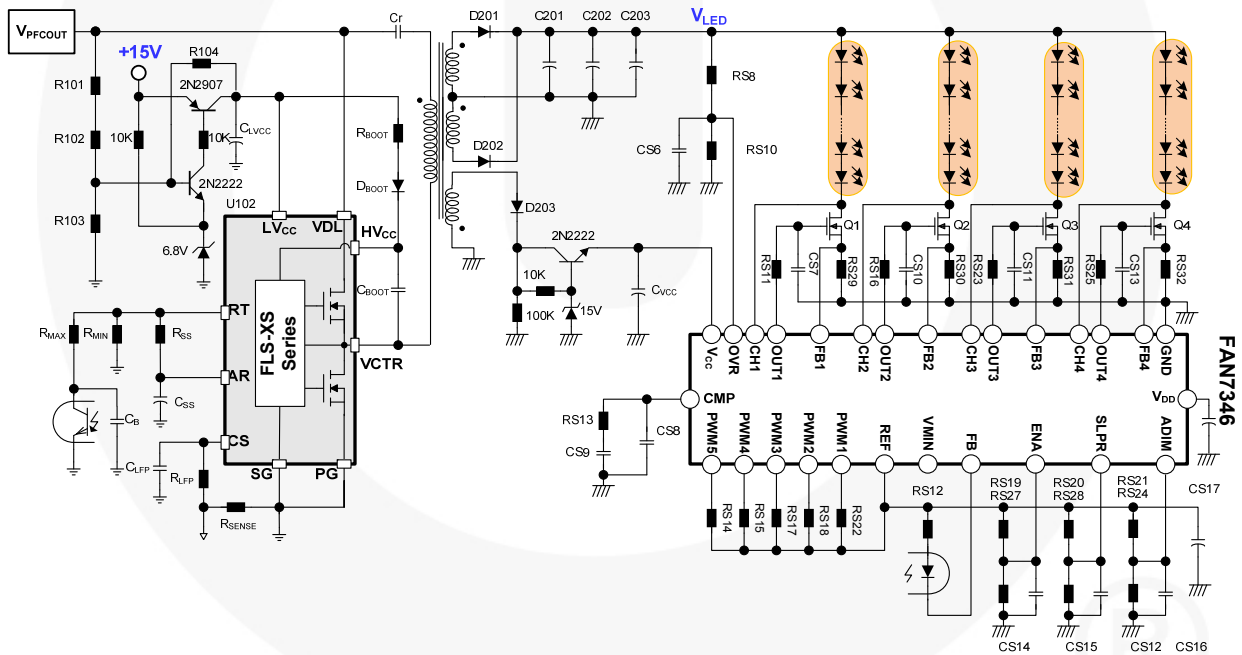 VPFCOUT
+15V
R104
2N2907
R101
R102
R103
10K
10K
CLVCC
2N2222
6.8V
U102
LVCC
VDL
HVCC
RBOOT
DBOOT
CBOOT
RT
AR
CS
SG
PG
VCTR
FLS-XS
Series
RMAX
RMIN
RSS
CSS
CB
CLFP
RLFP
RSENSE
Cr
D201
C201
C202
C203
D202
D203
2N2222
10K
100K
15V
CVCC
VLED
RS8
CS6
RS10
Q1
Q2
Q3
Q4
RS11
CS7
RS29
RS16
CS10
RS30
RS23
CS11
RS31
RS25
CS13
RS32
VCC
OVR
CH1
OUT1
FB1
CH2
OUT2
FB2
CH3
OUT3
FB3
CH4
OUT4
FB4
GND
FAN7346
CMP
VDD
PWM5
PWM4
PWM3
PWM2
PWM1
REF
VMIN
FB
ENA
SLPR
ADIM
RS13
CS9
CS8
RS14
RS15
RS17
RS18
RS22
RS12
RS19
RS27
RS20
RS28
RS21
RS24
CS17
CS14
CS15
CS12
CS16
R